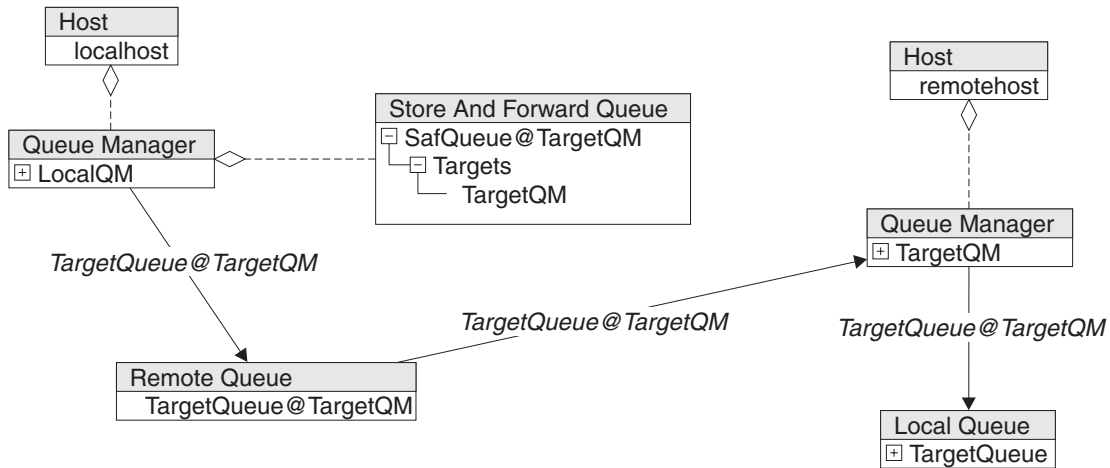 Host
localhost
Host
remotehost
Queue Manager
LocalQM
Store And Forward Queue
SafQueue@TargetQM
Targets
TargetQM
Queue Manager
TargetQM
TargetQueue@TargetQM
TargetQueue@TargetQM
TargetQueue@TargetQM
Remote Queue
TargetQueue@TargetQM
Local Queue
TargetQueue